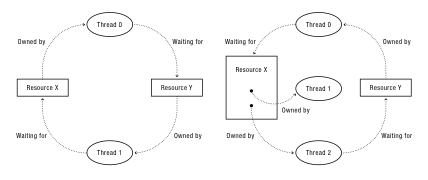 Thread 0
Owned by
Waiting for
Resource X
Resource Y
Waiting for
Owned by
Thread 1
Thread 0
Waiting for
Owned by
Resource X
Thread 1
Resource Y
Owned by
Owned by
Waiting for
Thread 2